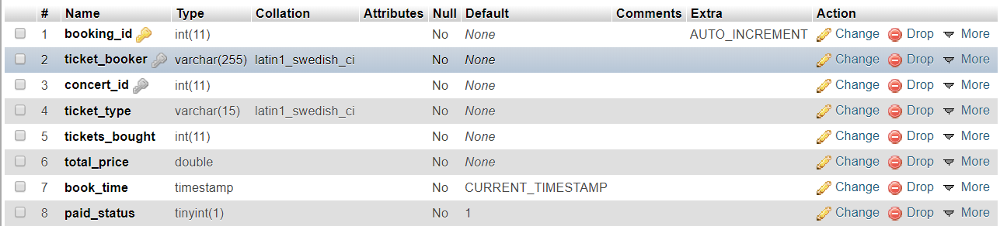 # Name Type Collation Attributes Null Default Comments Extra Action
1 booking_id int(11) No None AUTO_INCREMENT Change Drop More
2 ticket_booker varchar(255) latin1_swedish_ci No None Change Drop More
3 concert_id int(11) No None Change Drop More
4 ticket_type varchar(15) latin1_swedish_ci No None Change Drop More
5 tickets_bought int(11) No None Change Drop More
6 total_price double No None Change Drop More
7 book_time timestamp No CURRENT_TIMESTAMP Change Drop More
8 paid_status tinyint(1) No 1 Change Drop More